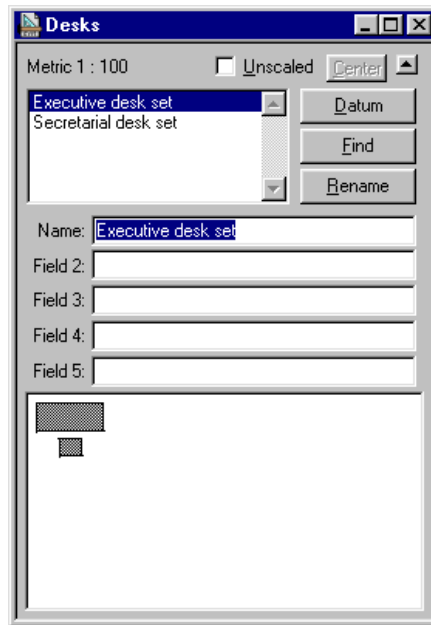 Desks
Metric 1 : 100 Unscaled Center
Executive desk set
Secretarial desk set
Datum
Find
Rename
Name: Executive desk set
Field 2:
Field 3:
Field 4:
Field 5: